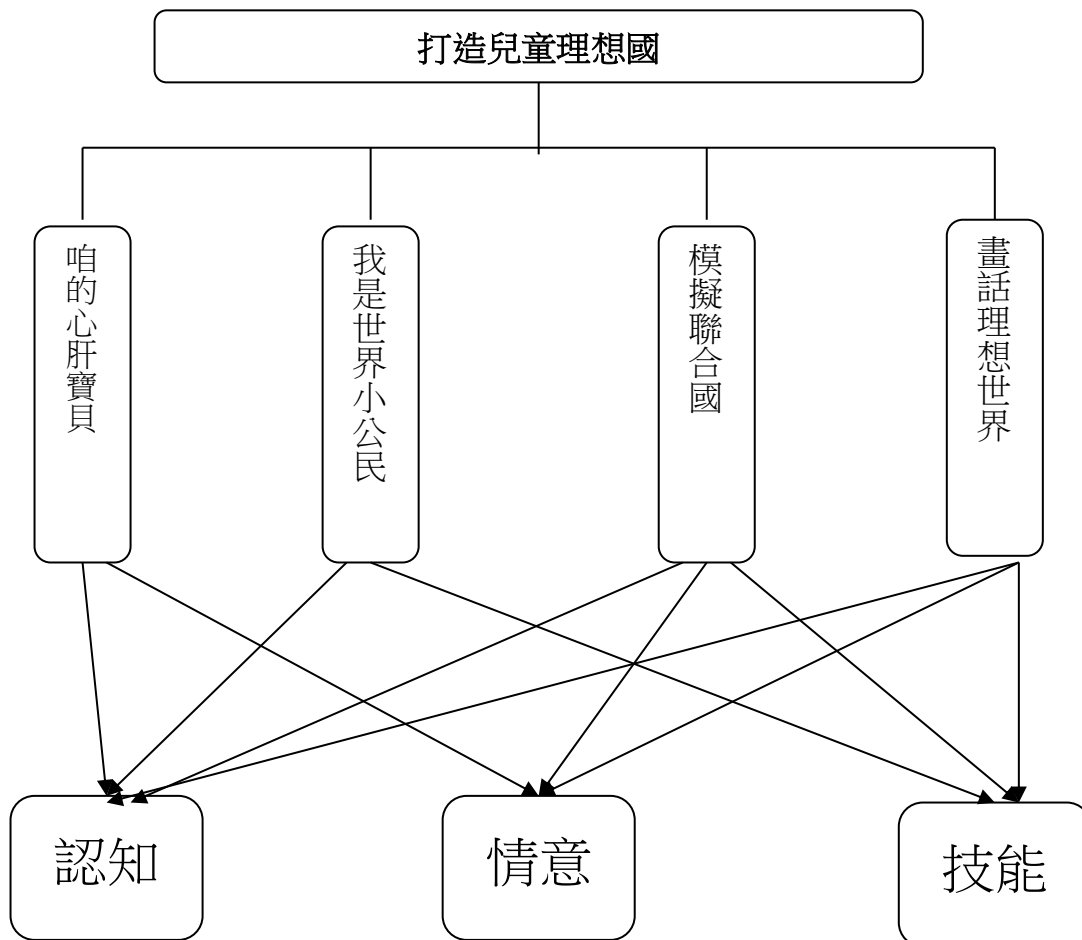 打造兒童理想國
咱的心肝寶貝
我是世界小公民
模擬聯合國
畫話理想世界
認知
情意
技能